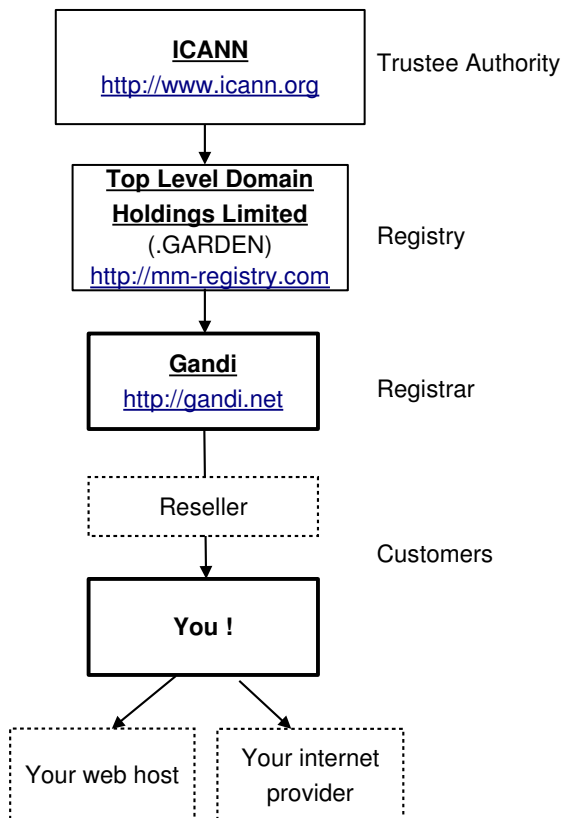 ICANN
http://www.icann.org
Trustee Authority
Top Level Domain
Holdings Limited
(.GARDEN)
http://mm-registry.com
Registry
Gandi
http://gandi.net
Registrar
Reseller
Customers
You !
Your web host
Your internet
provider